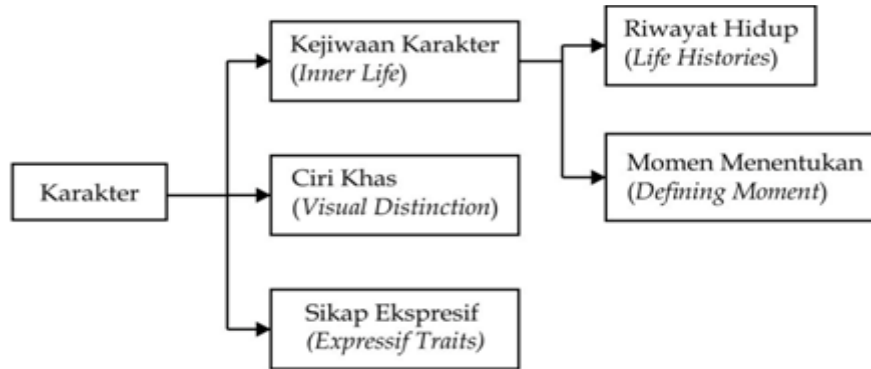 Karakter
Kejiwaan Karakter
(Inner Life)
Ciri Khas
(Visual Distinction)
Sikap Ekspresif
(Expressif Traits)
Riwayat Hidup
(Life Histories)
Momen Menentukan
(Defining Moment)